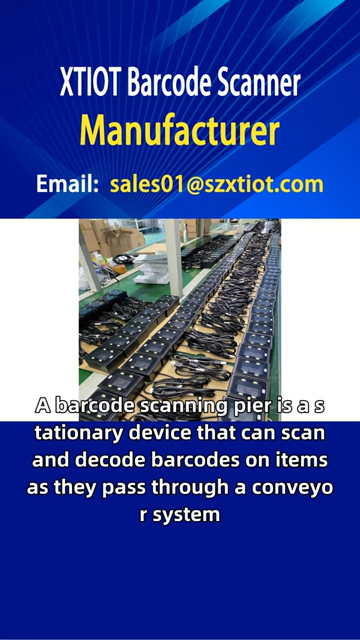 XTIOT Barcode Scanner
Manufacturer
Email: sales01@szxtiot.com
A barcode scanning pier is a s
tationary device that can scan
and decode barcodes on items
as they pass through a conveyo
r system